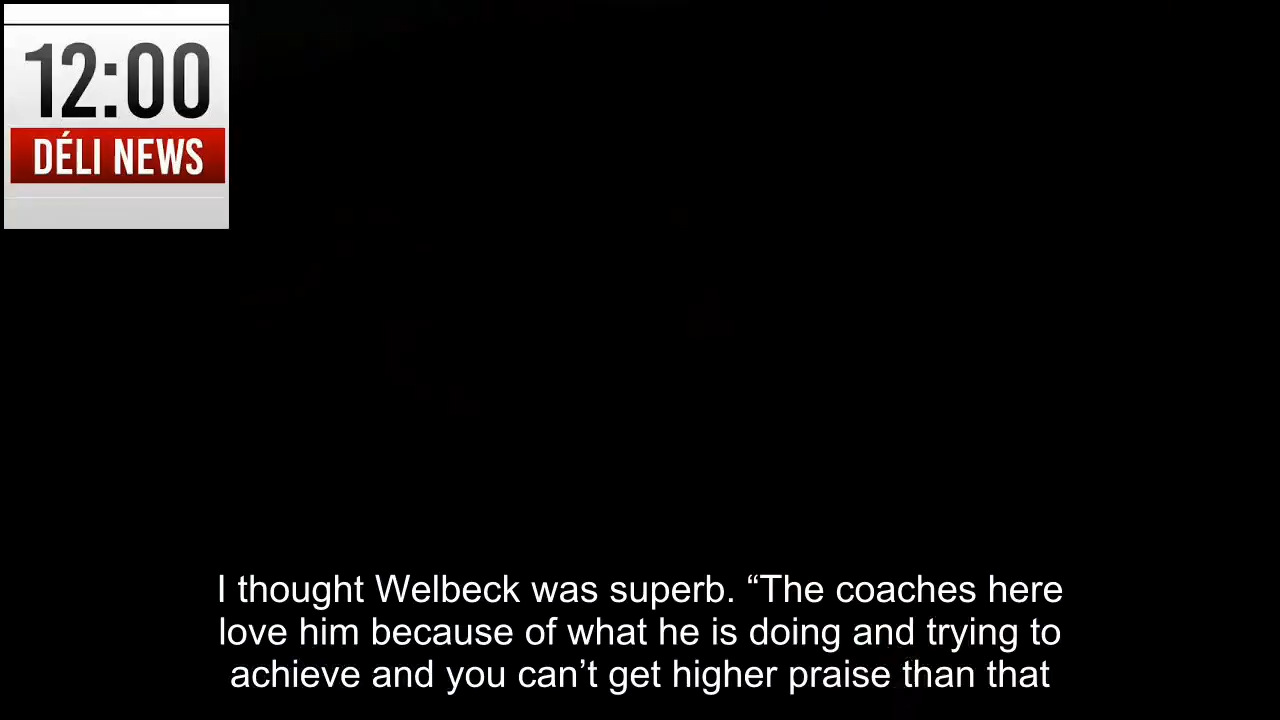 12:00
DÉLI NEWS
I thought Welbeck was superb. “The coaches here
love him because of what he is doing and trying to
achieve and you can’t get higher praise than that